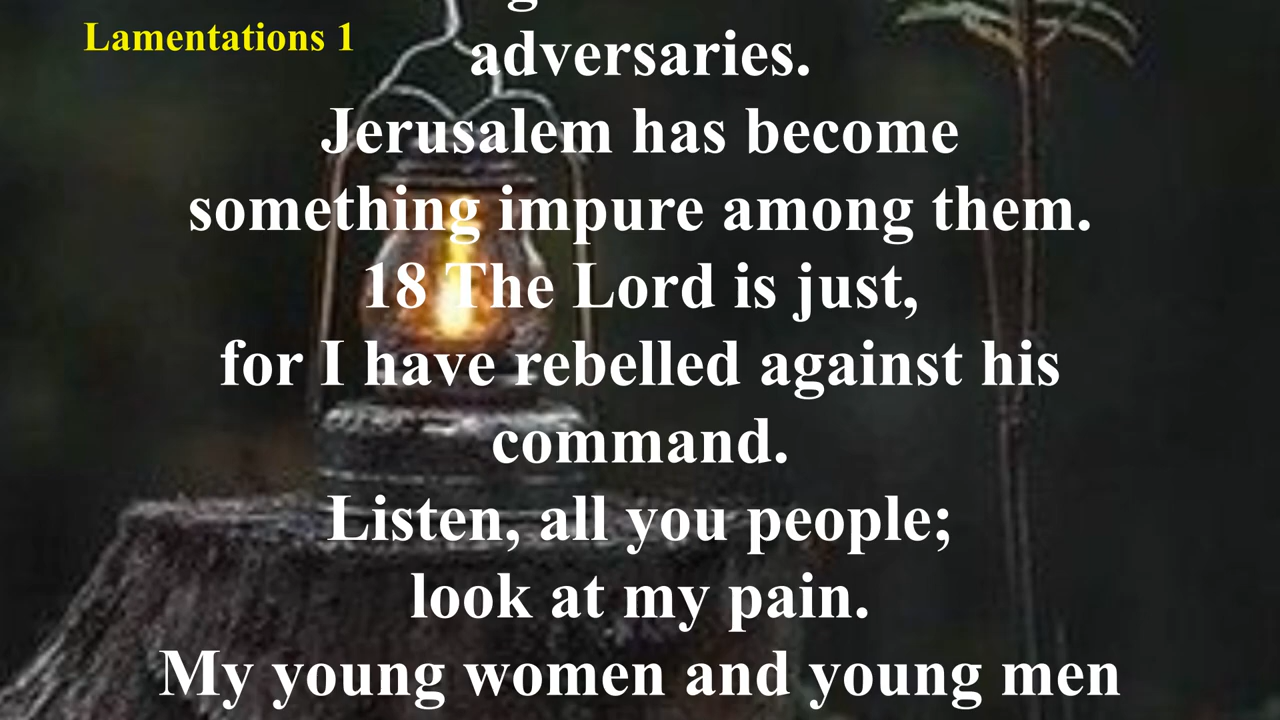 Lamentations 1
adversaries.
Jerusalem has become
something impure among them.
18 The Lord is just,
for I have rebelled against his
command.
Listen, all you people;
look at my pain.
My young women and young men